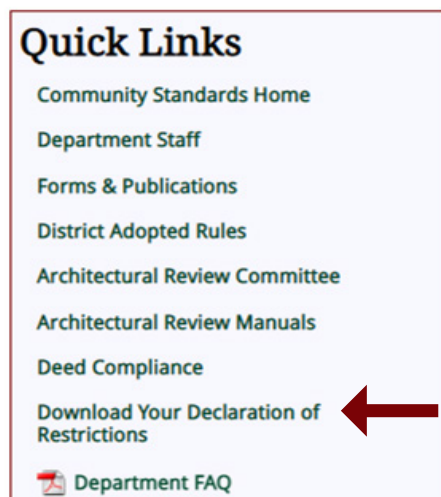 Quick Links
Community Standards Home
Department Staff
Forms & Publications
District Adopted Rules
Architectural Review Committee
Architectural Review Manuals
Deed Compliance
Download Your Declaration of
Restrictions
Department FAQ